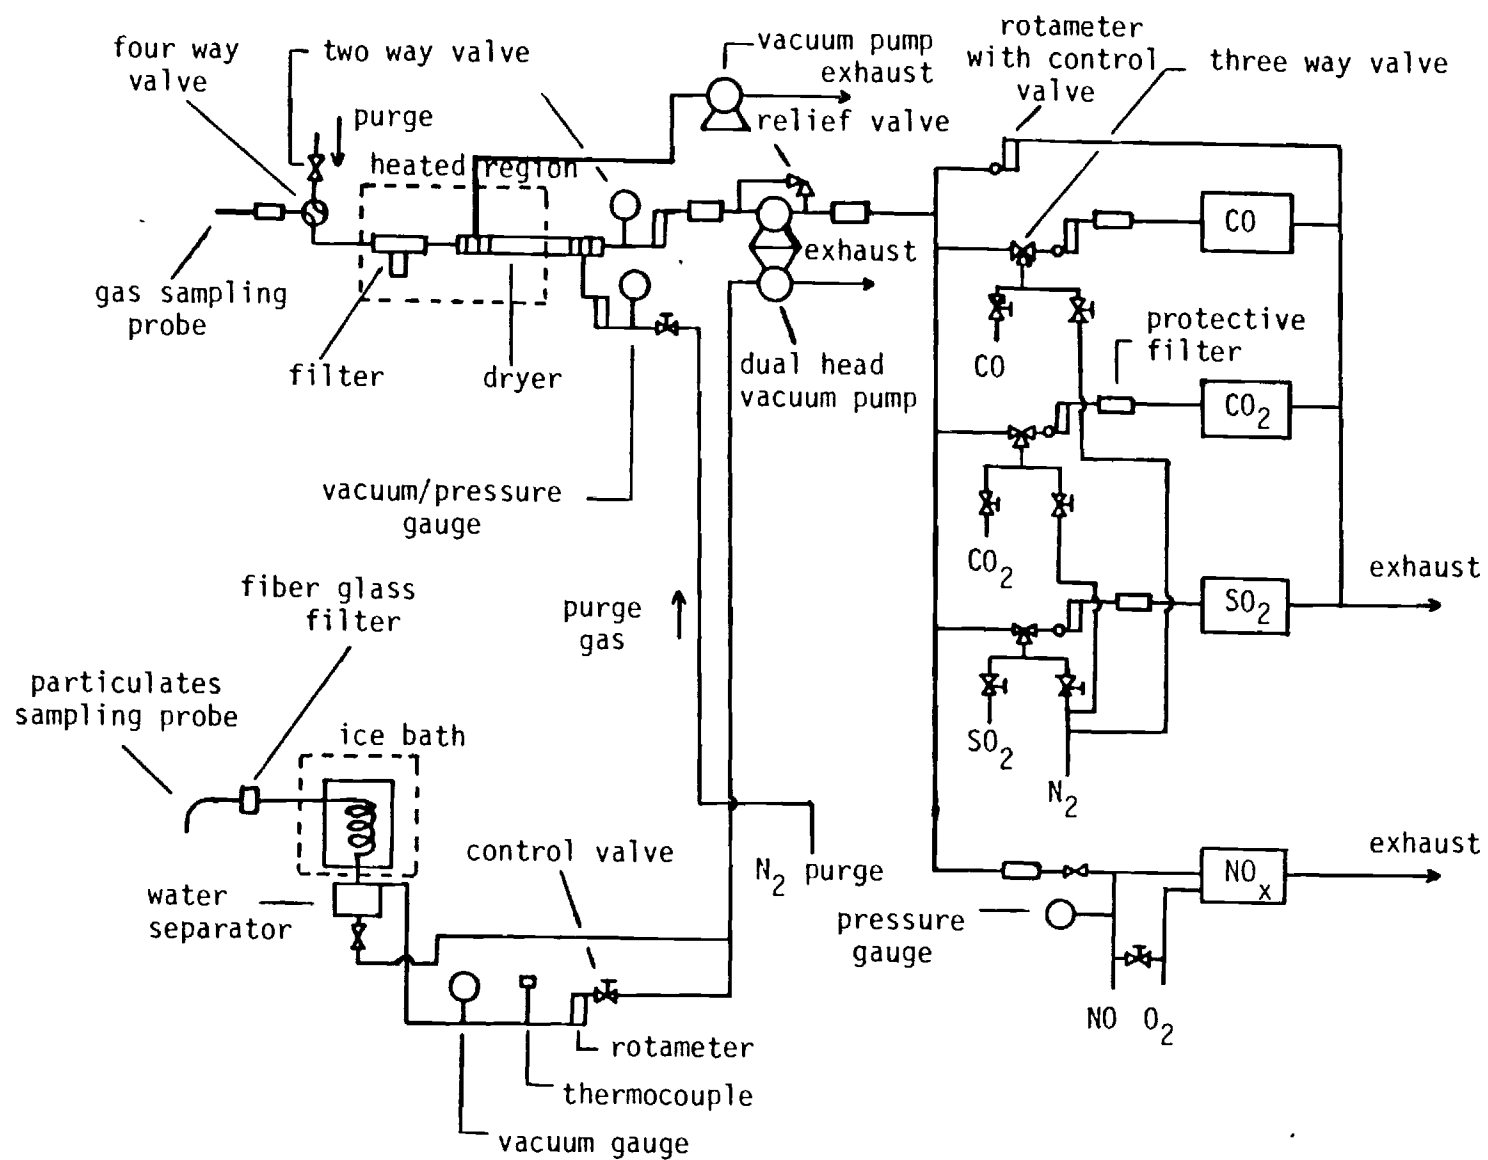 four way
valve
two way valve
purge
heated region
vacuum pump
exhaust
relief valve
rotameter
with control
valve
three way valve
gas sampling
probe
filter
dryer
exhaust
dual head
vacuum pump
CO
CO
protective
filter
CO2
CO2
vacuum/pressure
gauge
purge
gas
SO2
exhaust
SO2
N2
fiber glass
filter
particulates
sampling probe
ice bath
water
separator
control valve
N2 purge
pressure
gauge
NOx
exhaust
NO
O2
rotameter
thermocouple
vacuum gauge